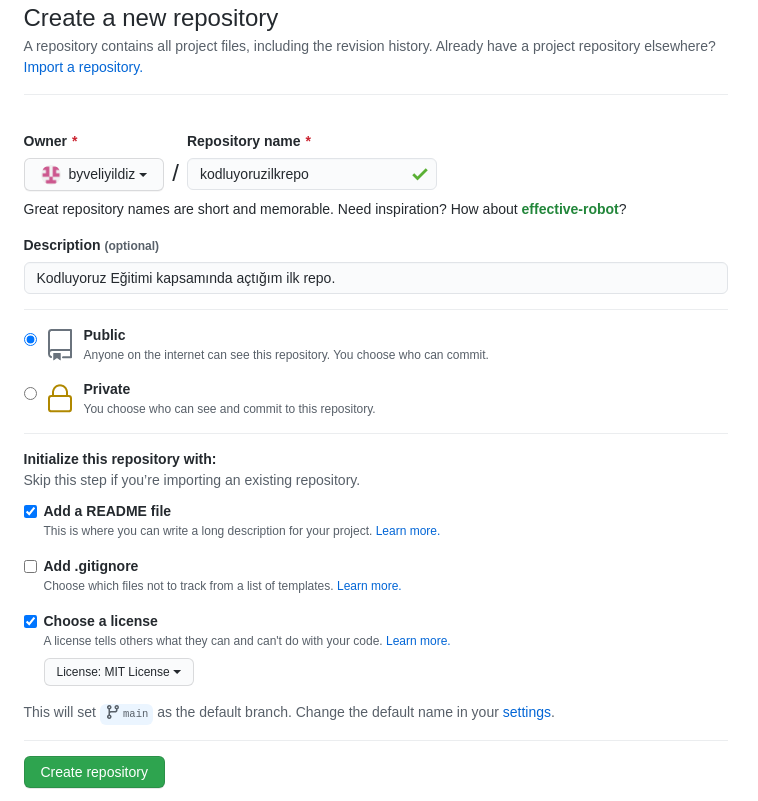 Create a new repository
A repository contains all project files, including the revision history. Already have a project repository elsewhere?
Import a repository.
Owner * Repository name *
byveliyildiz / kodluyoruzilkrepo
Great repository names are short and memorable. Need inspiration? How about effective-robot?
Description (optional)
Kodluyoruz Eğitimi kapsamında açtığım ilk repo.
Public
Anyone on the internet can see this repository. You choose who can commit.
Private
You choose who can see and commit to this repository.
Initialize this repository with:
Skip this step if you’re importing an existing repository.
Add a README file
This is where you can write a long description for your project. Learn more.
Add .gitignore
Choose which files not to track from a list of templates. Learn more.
Choose a license
A license tells others what they can and can't do with your code. Learn more.
License: MIT License
This will set main as the default branch. Change the default name in your settings.
Create repository